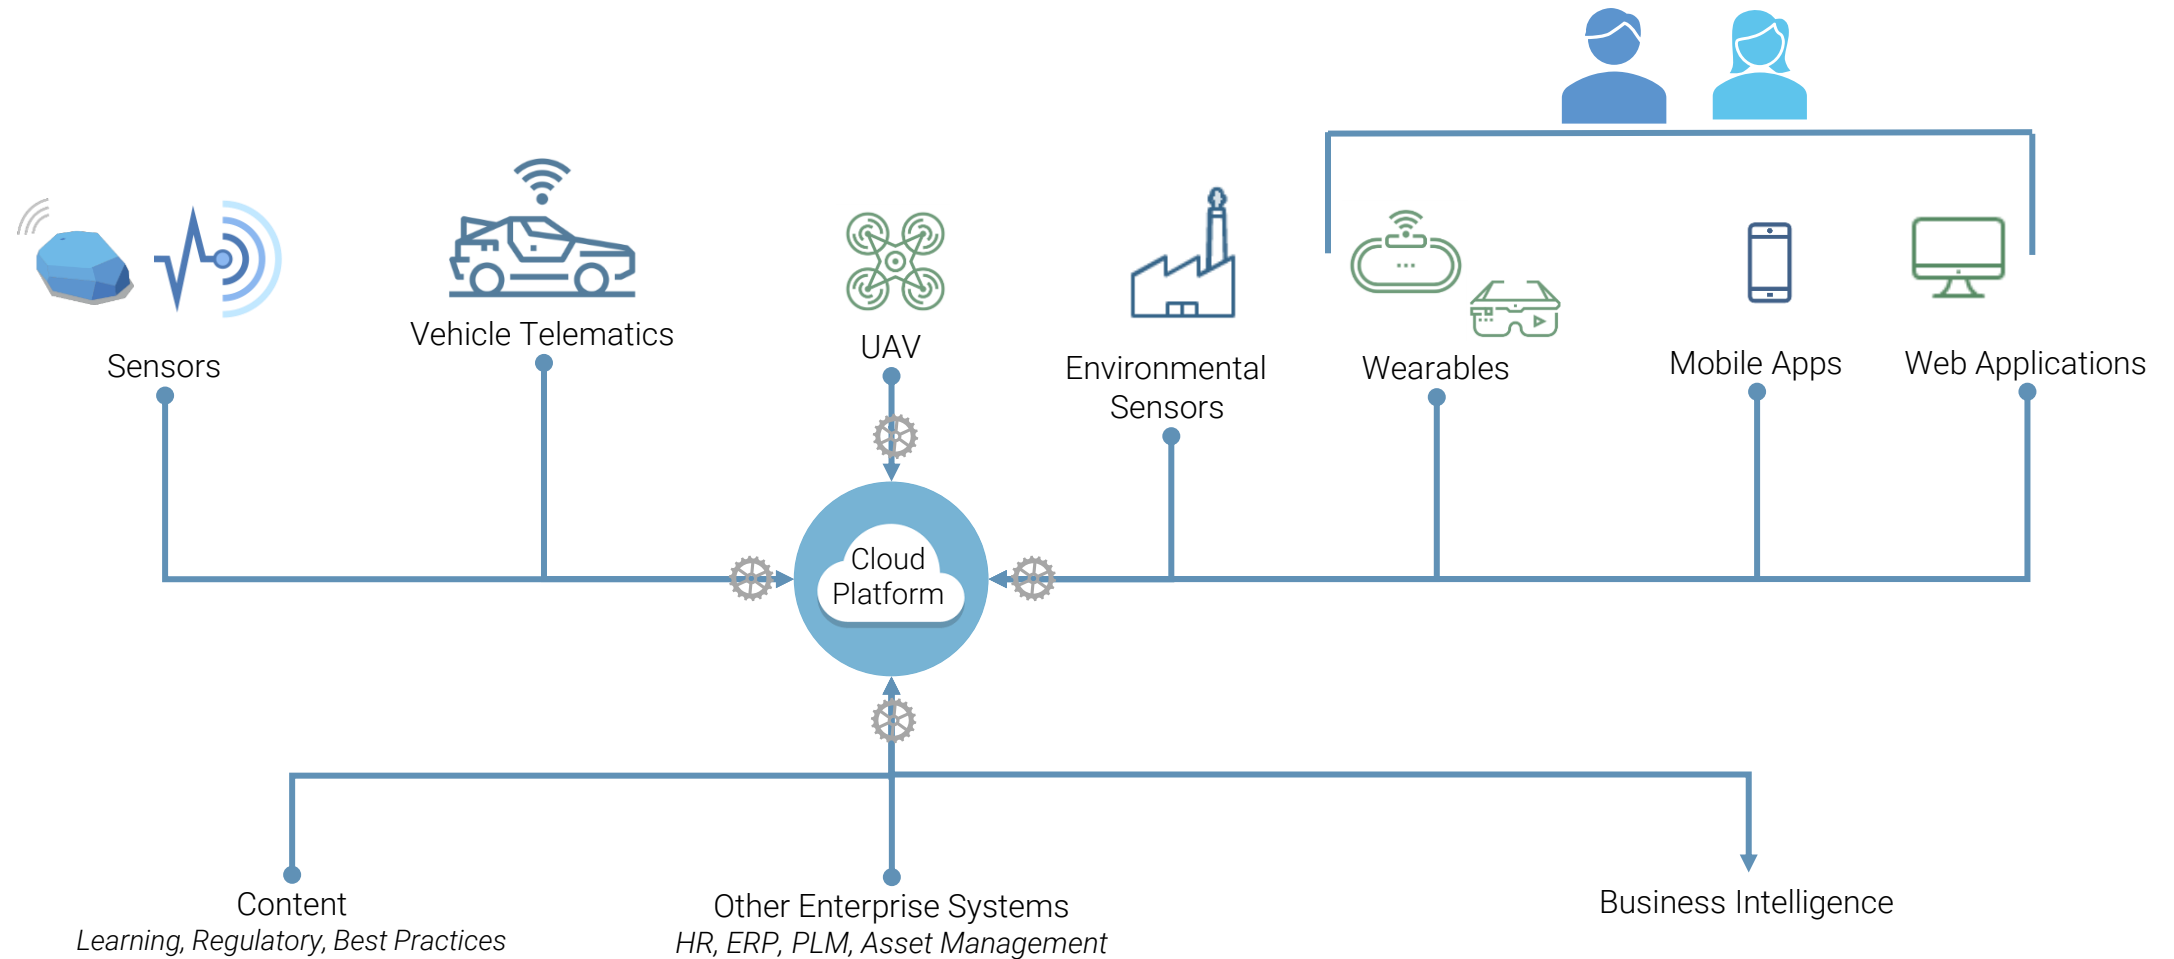 Sensors
Vehicle Telematics
UAV
Environmental
Sensors
Wearables
Mobile Apps
Web Applications
Cloud
Platform
Content
Learning, Regulatory, Best Practices
Other Enterprise Systems
HR, ERP, PLM, Asset Management
Business Intelligence